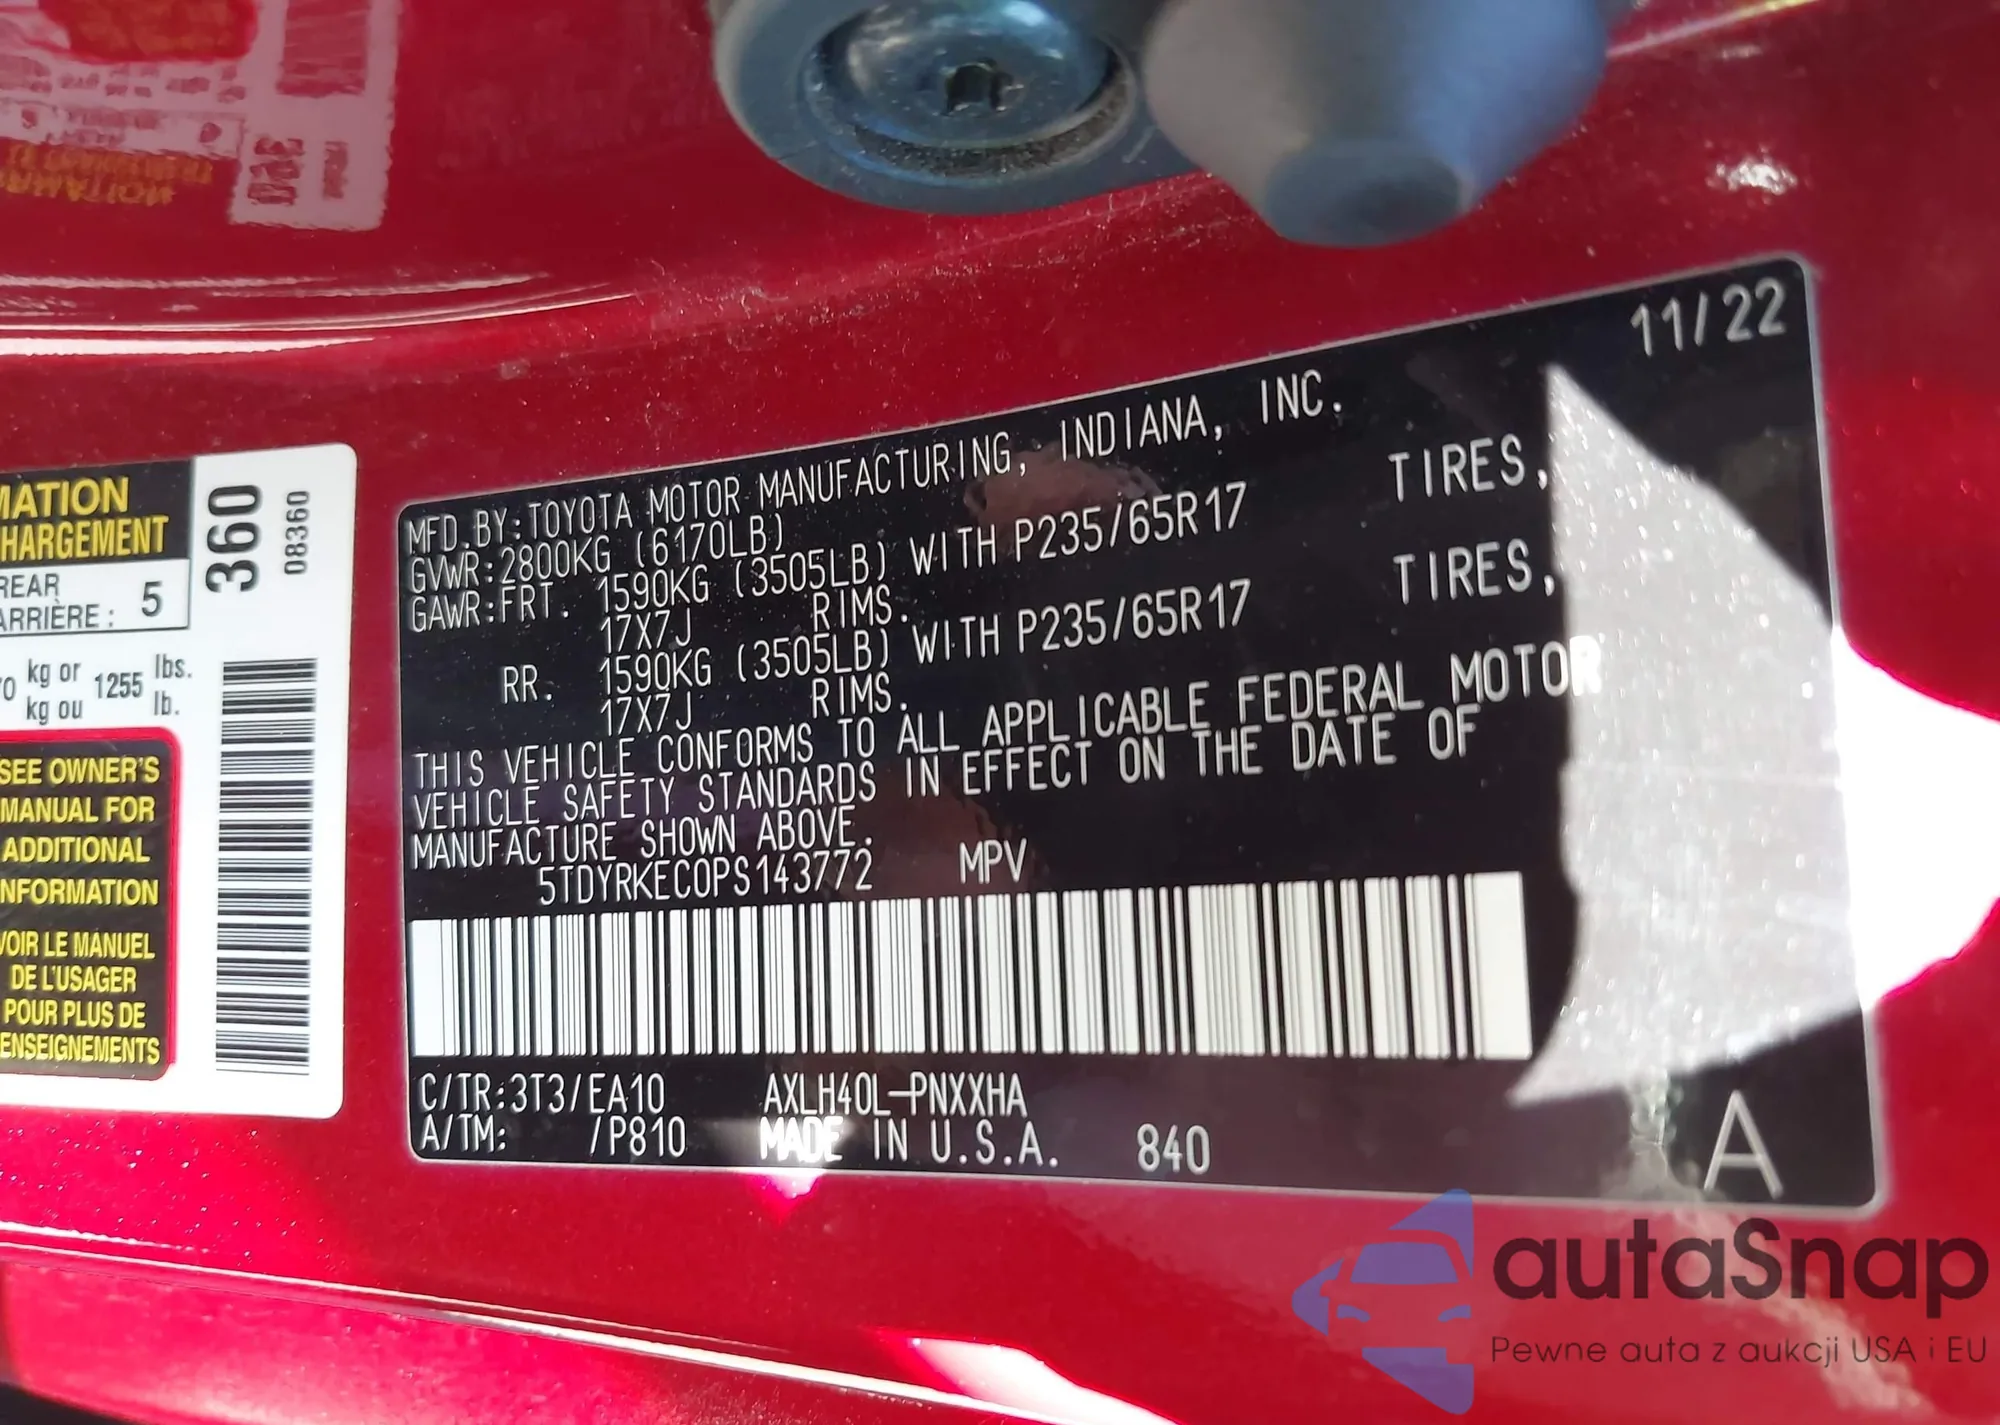 MATION
HARGEMENT
REAR
ARRIÈRE : 5
kg or 1255 lbs.
kg ou lb.
SEE OWNER'S
MANUAL FOR
ADDITIONAL
NFORMATION
VOIR LE MANUEL
DE L'USAGER
POUR PLUS DE
ENSEIGNEMENTS
360
08360
11/22
MFD.BY:TOYOTA MOTOR MANUFACTURING, INDIANA, INC.
GVWR:2800KG (6170LB)
GAWR:FRT. 1590KG (3505LB) WITH P235/65R17 TIRES,
17X7J RIMS.
RR. 1590KG (3505LB) WITH P235/65R17 TIRES,
17X7J RIMS.
THIS VEHICLE CONFORMS TO ALL APPLICABLE FEDERAL MOTOR
VEHICLE SAFETY STANDARDS IN EFFECT ON THE DATE OF
MANUFACTURE SHOWN ABOVE.
5TDYRKEC0PS143772 MPV
C/TR:3T3/EA10 AXLH40L-PNXXHA
A/TM: /P810 MADE IN U.S.A. 840
A
autaSnap
Pewne auta z aukcji USA i EU